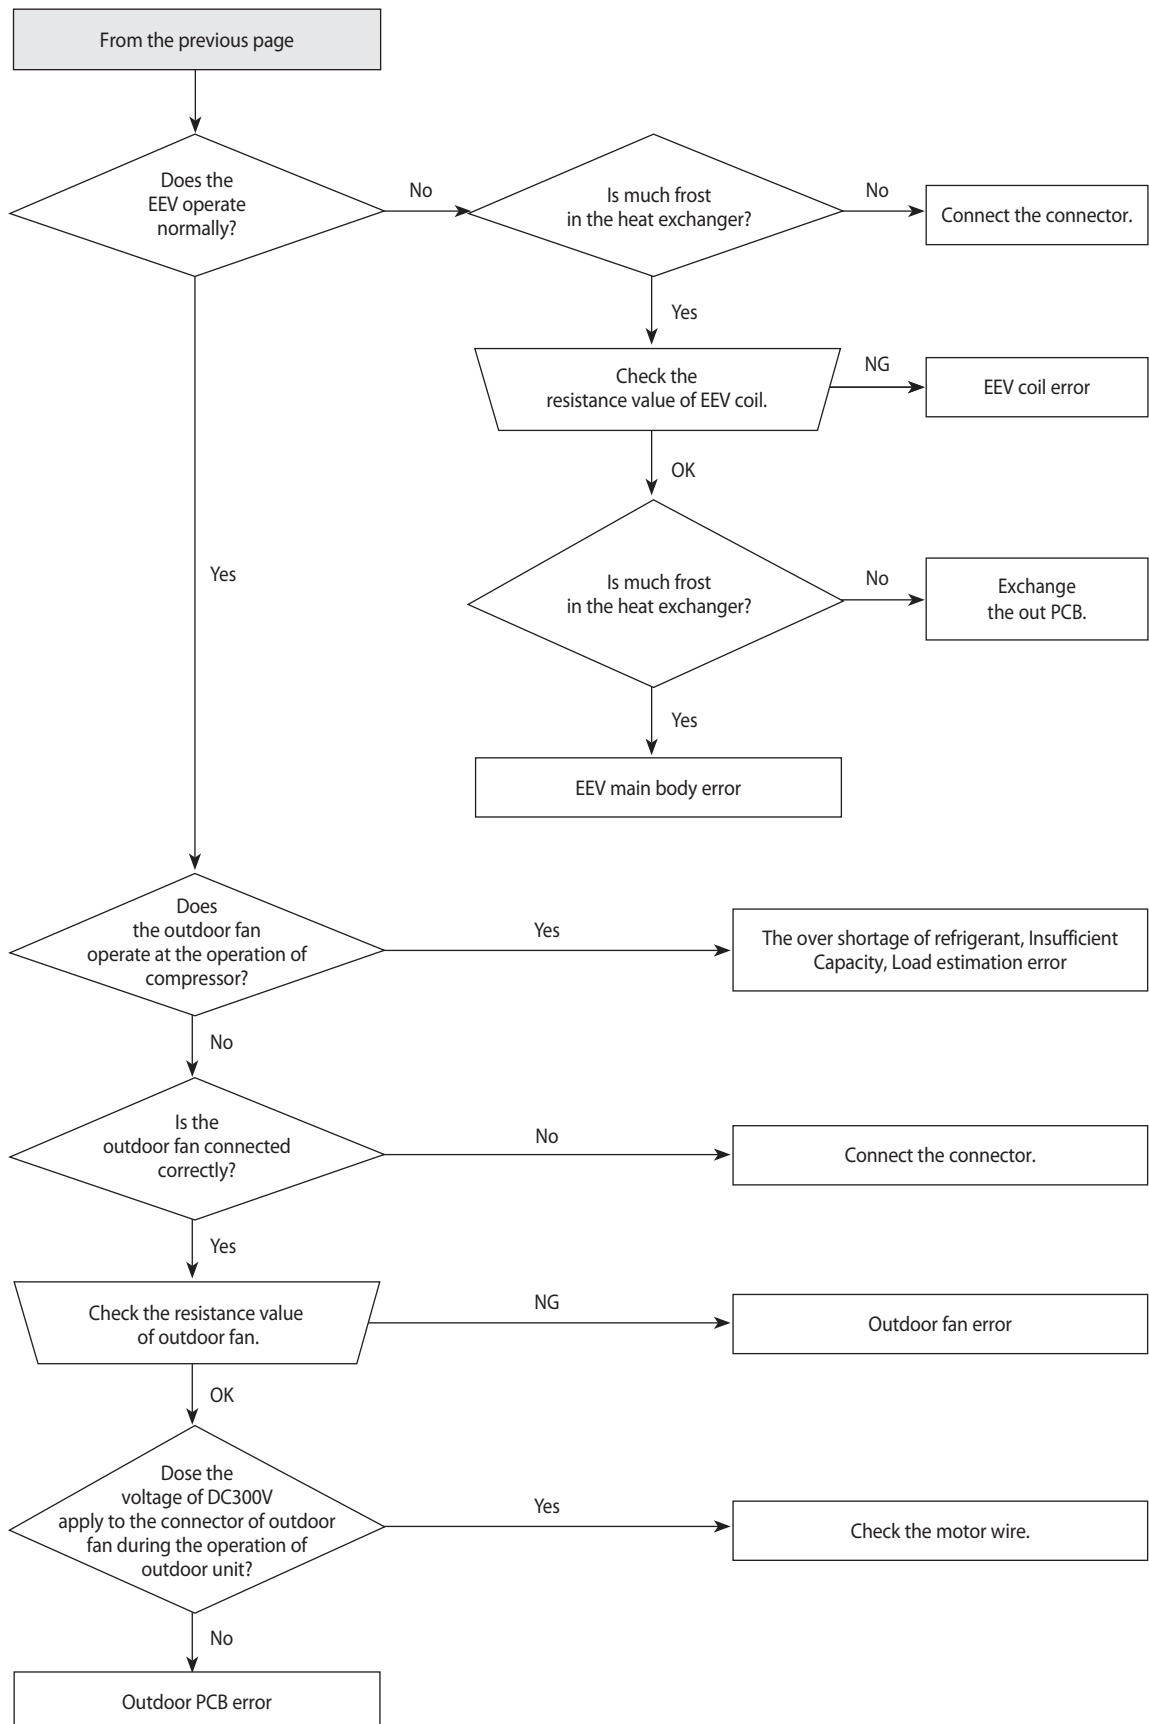 From the previous page
Does the
EEV operate
normally?
No
Is much frost
in the heat exchanger?
No
Connect the connector.
Yes
Check the
resistance value of EEV coil.
NG
EEV coil error
OK
Yes
Is much frost
in the heat exchanger?
No
Exchange
the out PCB.
Yes
EEV main body error
Does
the outdoor fan
operate at the operation of
compressor?
Yes
The over shortage of refrigerant, Insufficient
Capacity, Load estimation error
No
Is the
outdoor fan connected
correctly?
No
Connect the connector.
Yes
Check the resistance value
of outdoor fan.
NG
Outdoor fan error
OK
Dose the
voltage of DC300V
apply to the connector of outdoor
fan during the operation of
outdoor unit?
Yes
Check the motor wire.
No
Outdoor PCB error